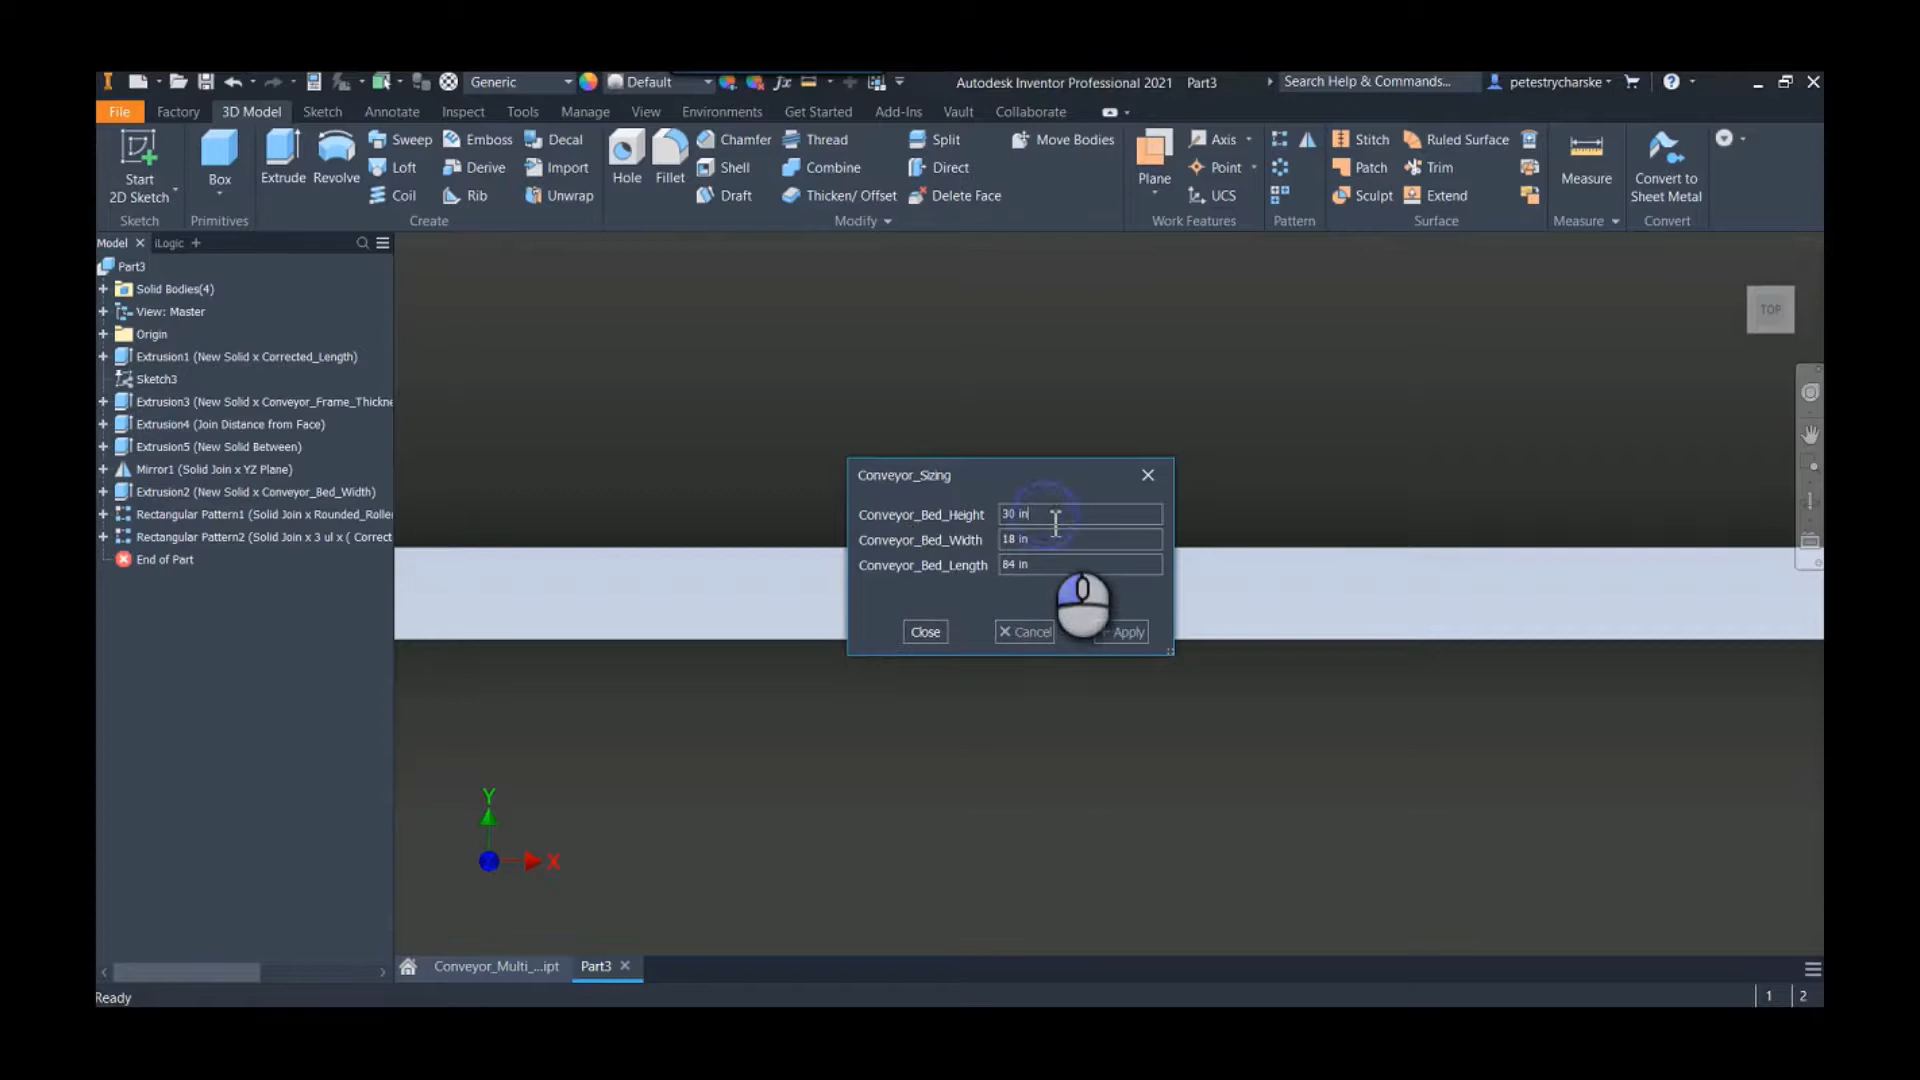 Generic
Default
Autodesk Inventor Professional 2021 Part3
Search Help & Commands...
petestrycharske
File Factory 3D Model Sketch Annotate Inspect Tools Manage View Environments Get Started Add-Ins Vault Collaborate
Start
2D Sketch
Box
Extrude
Revolve
Sweep
Loft
Coil
Emboss
Derive
Rib
Decal
Import
Unwrap
Hole
Fillet
Chamfer
Shell
Draft
Thread
Combine
Thicken/ Offset
Split
Direct
Delete Face
Move Bodies
Plane
Axis
Point
UCS
Stitch
Patch
Sculpt
Ruled Surface
Trim
Extend
Measure
Convert to
Sheet Metal
Sketch Primitives Create Modify Work Features Pattern Surface Measure Convert
Model iLogic
Part3
Solid Bodies(4)
View: Master
Origin
Extrusion1 (New Solid x Corrected_Length)
Sketch3
Extrusion3 (New Solid x Conveyor_Frame_Thickne
Extrusion4 (Join Distance from Face)
Extrusion5 (New Solid Between)
Mirror1 (Solid Join x YZ Plane)
Extrusion2 (New Solid x Conveyor_Bed_Width)
Rectangular Pattern1 (Solid Join x Rounded_Rolle
Rectangular Pattern2 (Solid Join x 3 ul x ( Correct
End of Part
TOP
Conveyor_Sizing
Conveyor_Bed_Height 30 in
Conveyor_Bed_Width 18 in
Conveyor_Bed_Length 84 in
Close Cancel Apply
Y
X
Conveyor_Multi_...ipt Part3
Ready
1 2